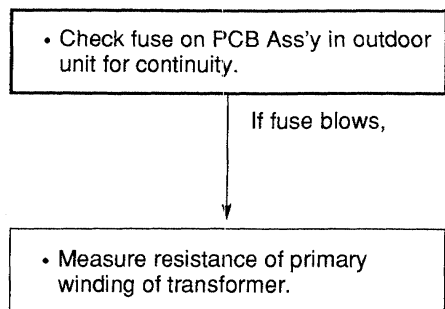 • Check fuse on PCB Ass'y in outdoor
unit for continuity.
If fuse blows,
• Measure resistance of primary
winding of transformer.